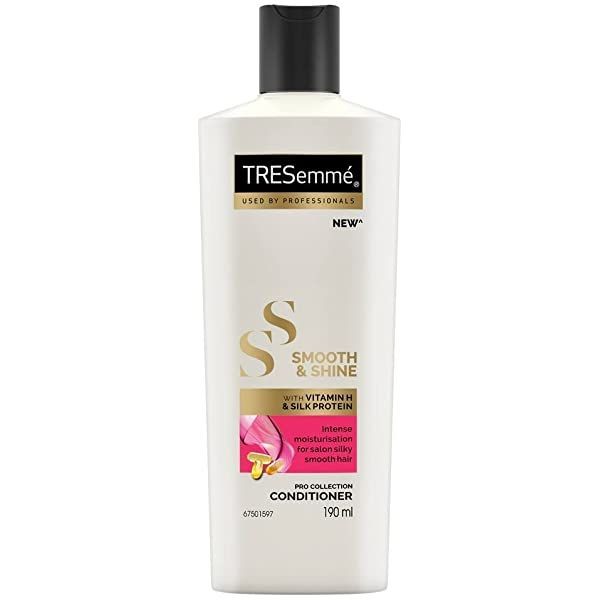 TRESemmé®
USED BY PROFESSIONALS
NEW^
SS
SMOOTH
& SHINE
WITH VITAMIN H
& SILK PROTEIN
Intense
moisturisation
for salon silky
smooth hair
PRO COLLECTION
CONDITIONER
67501597
190 ml